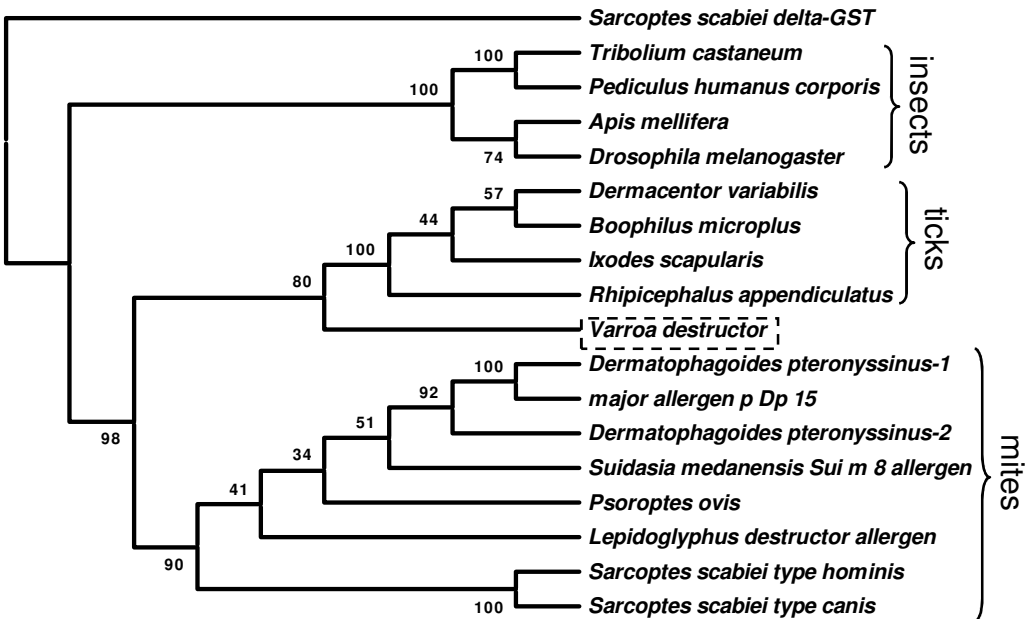 Sarcoptes scabiei delta-GST
Tribolium castaneum
100
Pediculus humanus corporis
100
Apis mellifera
Drosophila melanogaster
74
insects
Dermacentor variabilis
57
Boophilus microplus
44
Ixodes scapularis
100
Rhipicephalus appendiculatus
80
ticks
Varroa destructor
Dermatophagoides pteronyssinus-1
100
major allergen p Dp 15
92
Dermatophagoides pteronyssinus-2
51
Suidasia medanensis Sui m 8 allergen
34
Psoroptes ovis
41
Lepidoglyphus destructor allergen
98
90
Sarcoptes scabiei type hominis
100
Sarcoptes scabiei type canis
mites